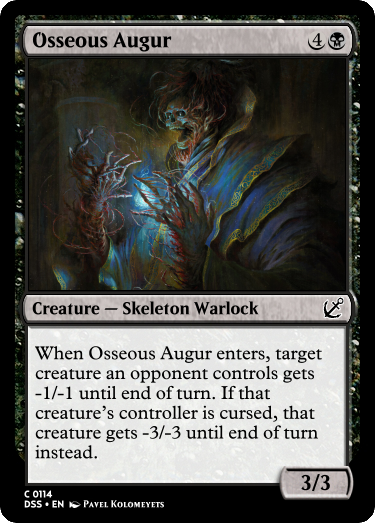 Osseous Augur 4
Creature — Skeleton Warlock
When Osseous Augur enters, target
creature an opponent controls gets
-1/-1 until end of turn. If that
creature's controller is cursed, that
creature gets -3/-3 until end of turn
instead.
3/3
C 0114
DSS • EN Pavel Kolomeyets